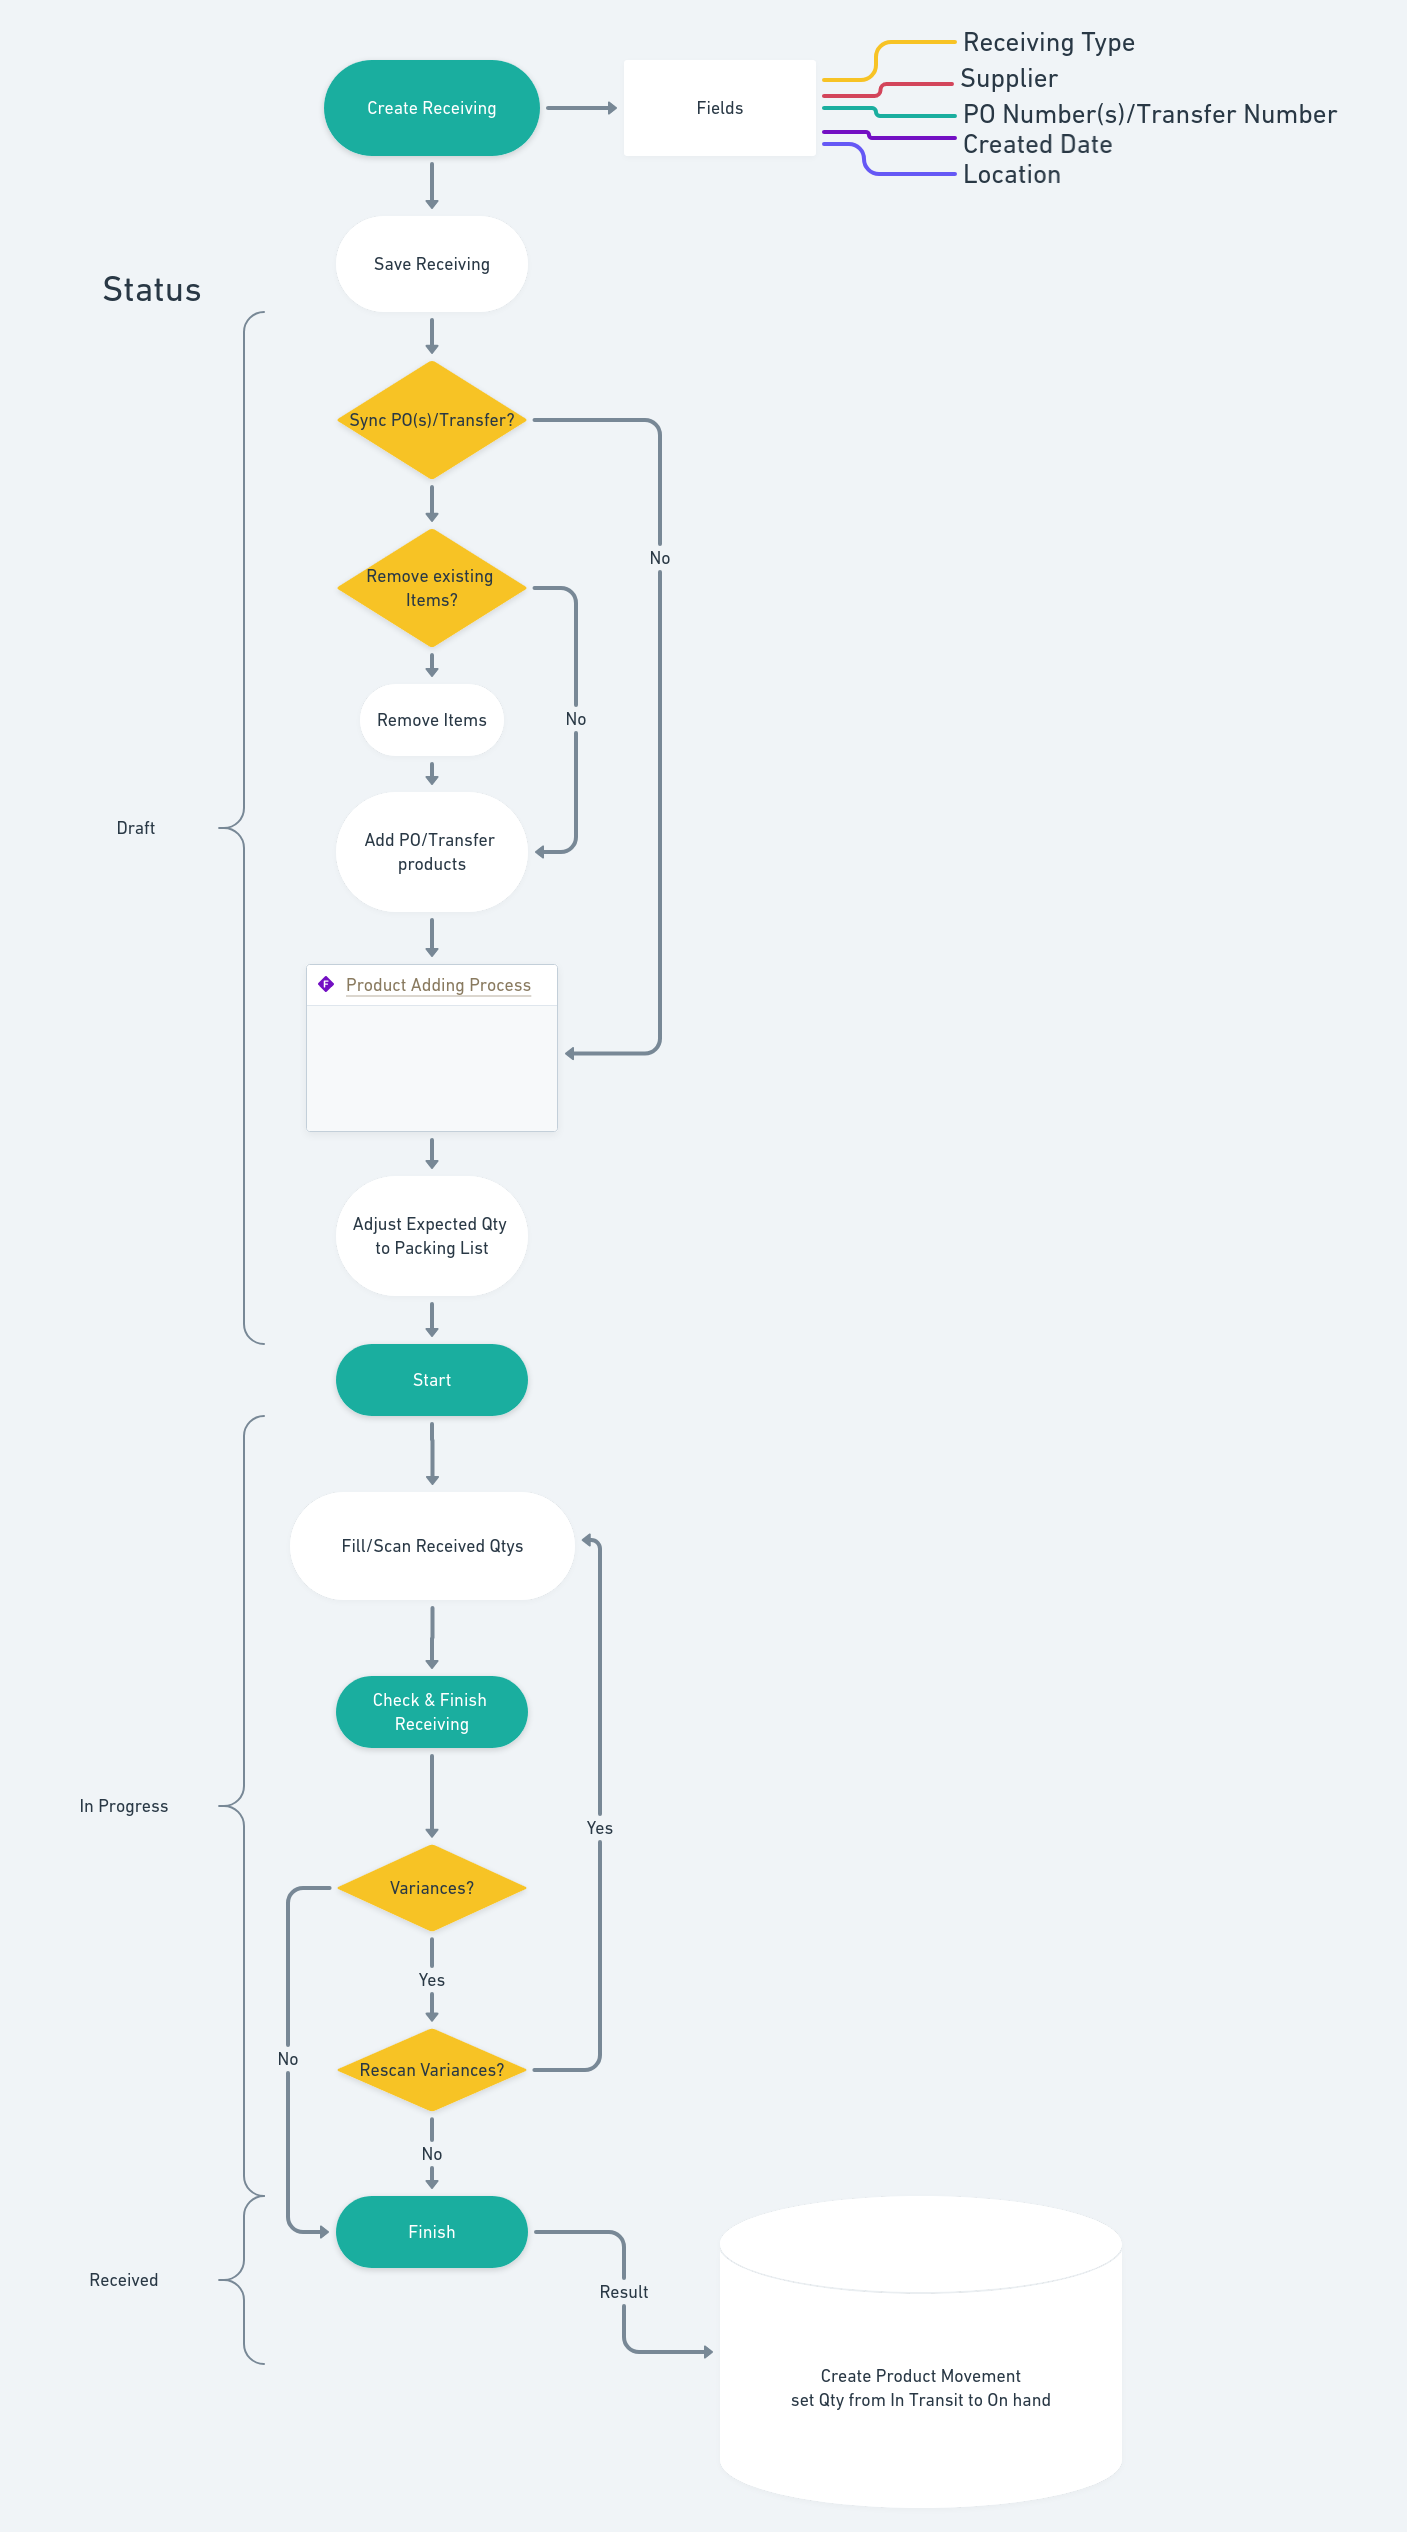 Create Receiving
Fields
Receiving Type
Supplier
PO Number(s)/Transfer Number
Created Date
Location
Save Receiving
Status
Sync PO(s)/Transfer?
No
Remove existing
Items?
No
Remove Items
Draft
Add PO/Transfer
products
F
Product Adding Process
Adjust Expected Qty
to Packing List
Start
Fill/Scan Received Qtys
Check & Finish
Receiving
In Progress
Yes
Variances?
Yes
No
Rescan Variances?
No
Finish
Received
Result
Create Product Movement
set Qty from In Transit to On hand